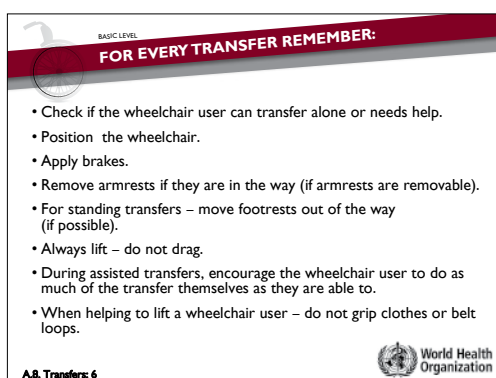 BASIC LEVEL
FOR EVERY TRANSFER REMEMBER:
• Check if the wheelchair user can transfer alone or needs help.
• Position the wheelchair.
• Apply brakes.
• Remove armrests if they are in the way (if armrests are removable).
• For standing transfers – move footrests out of the way
(if possible).
• Always lift – do not drag.
• During assisted transfers, encourage the wheelchair user to do as
much of the transfer themselves as they are able to.
• When helping to lift a wheelchair user – do not grip clothes or belt
loops.
A.8. Transfers: 6
World Health
Organization